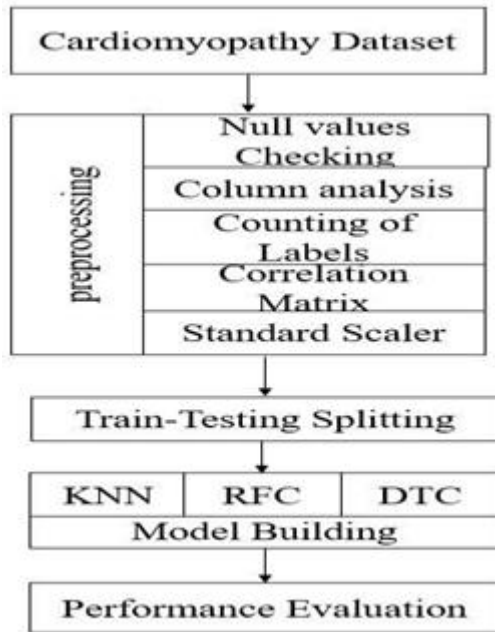 Cardiomyopathy Dataset
preprocessing
Null values
Checking
Column analysis
Counting of
Labels
Correlation
Matrix
Standard Scaler
Train-Testing Splitting
KNN RFC DTC
Model Building
Performance Evaluation